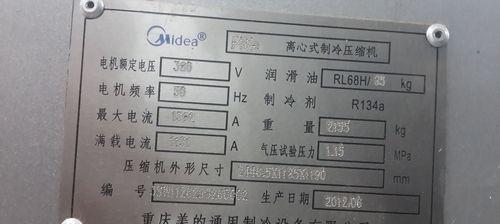 Midea® 离心式制冷压缩机
电机额定电压 380 V 润滑油 RL68H/ kg
电机频率 50 Hz 制冷剂 R134a
最大电流 A 重量 kg
满载电流 A 气压试验压力 1.15 MPa
压缩机外形尺寸 mm
编号 生产日期 2012.06
重庆美的通用制冷设备有限公司